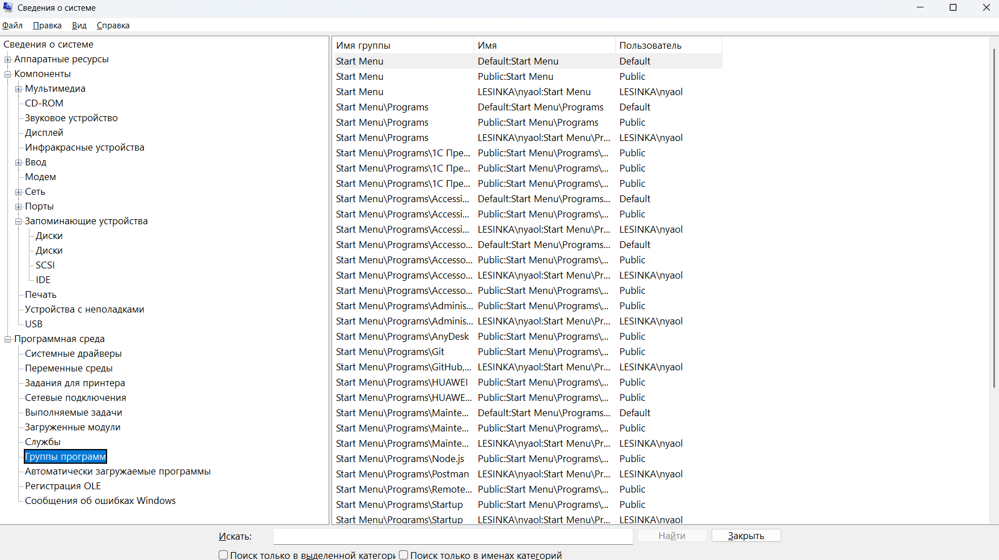 Сведения о системе
Файл Правка Вид Справка
Сведения о системе
Аппаратные ресурсы
Компоненты
Мультимедиа
CD-ROM
Звуковое устройство
Дисплей
Инфракрасные устройства
Ввод
Модем
Сеть
Порты
Запоминающие устройства
Диски
Диски
SCSI
IDE
Печать
Устройства с неполадками
USB
Программная среда
Системные драйверы
Переменные среды
Задания для принтера
Сетевые подключения
Выполняемые задачи
Загруженные модули
Службы
Группы программ
Автоматически загружаемые программы
Регистрация OLE
Сообщения об ошибках Windows
Имя группы Имя Пользователь
Start Menu Default:Start Menu Default
Start Menu Public:Start Menu Public
Start Menu LESINKA\nyaol:Start Menu LESINKA\nyaol
Start Menu\Programs Default:Start Menu\Programs Default
Start Menu\Programs Public:Start Menu\Programs Public
Start Menu\Programs LESINKA\nyaol:Start Menu\Pr... LESINKA\nyaol
Start Menu\Programs\1С Пре... Public:Start Menu\Programs\... Public
Start Menu\Programs\1С Пре... Public:Start Menu\Programs\... Public
Start Menu\Programs\1С Пре... Public:Start Menu\Programs\... Public
Start Menu\Programs\Accessi... Default:Start Menu\Programs... Default
Start Menu\Programs\Accessi... Public:Start Menu\Programs\... Public
Start Menu\Programs\Accessi... LESINKA\nyaol:Start Menu\Pr... LESINKA\nyaol
Start Menu\Programs\Accesso... Default:Start Menu\Programs... Default
Start Menu\Programs\Accesso... Public:Start Menu\Programs\... Public
Start Menu\Programs\Accesso... LESINKA\nyaol:Start Menu\Pr... LESINKA\nyaol
Start Menu\Programs\Accesso... Public:Start Menu\Programs\... Public
Start Menu\Programs\Adminis... Public:Start Menu\Programs\... Public
Start Menu\Programs\Adminis... LESINKA\nyaol:Start Menu\Pr... LESINKA\nyaol
Start Menu\Programs\AnyDesk Public:Start Menu\Programs\... Public
Start Menu\Programs\Git Public:Start Menu\Programs\... Public
Start Menu\Programs\GitHub,... LESINKA\nyaol:Start Menu\Pr... LESINKA\nyaol
Start Menu\Programs\HUAWEI Public:Start Menu\Programs\... Public
Start Menu\Programs\HUAWE... Public:Start Menu\Programs\... Public
Start Menu\Programs\Mainte... Default:Start Menu\Programs... Default
Start Menu\Programs\Mainte... Public:Start Menu\Programs\... Public
Start Menu\Programs\Mainte... LESINKA\nyaol:Start Menu\Pr... LESINKA\nyaol
Start Menu\Programs\Node.js Public:Start Menu\Programs\... Public
Start Menu\Programs\Postman LESINKA\nyaol:Start Menu\Pr... LESINKA\nyaol
Start Menu\Programs\Remote... Public:Start Menu\Programs\... Public
Start Menu\Programs\Startup Public:Start Menu\Programs\... Public
Start Menu\Programs\Startup LESINKA\nyaol:Start Menu\Pr... LESINKA\nyaol
Искать: Найти Закрыть
Поиск только в выделенной категори Поиск только в именах категорий